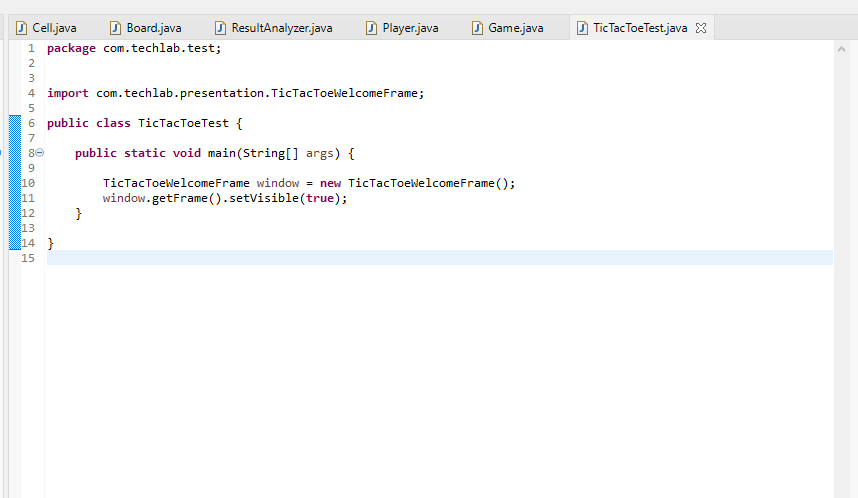 Cell.java Board.java ResultAnalyzer.java Player.java Game.java TicTacToeTest.java
1 package com.techlab.test;
2
3
4 import com.techlab.presentation.TicTacToeWelcomeFrame;
5
6 public class TicTacToeTest {
7
8 public static void main(String[] args) {
9
10 TicTacToeWelcomeFrame window = new TicTacToeWelcomeFrame();
11 window.getFrame().setVisible(true);
12 }
13
14 }
15